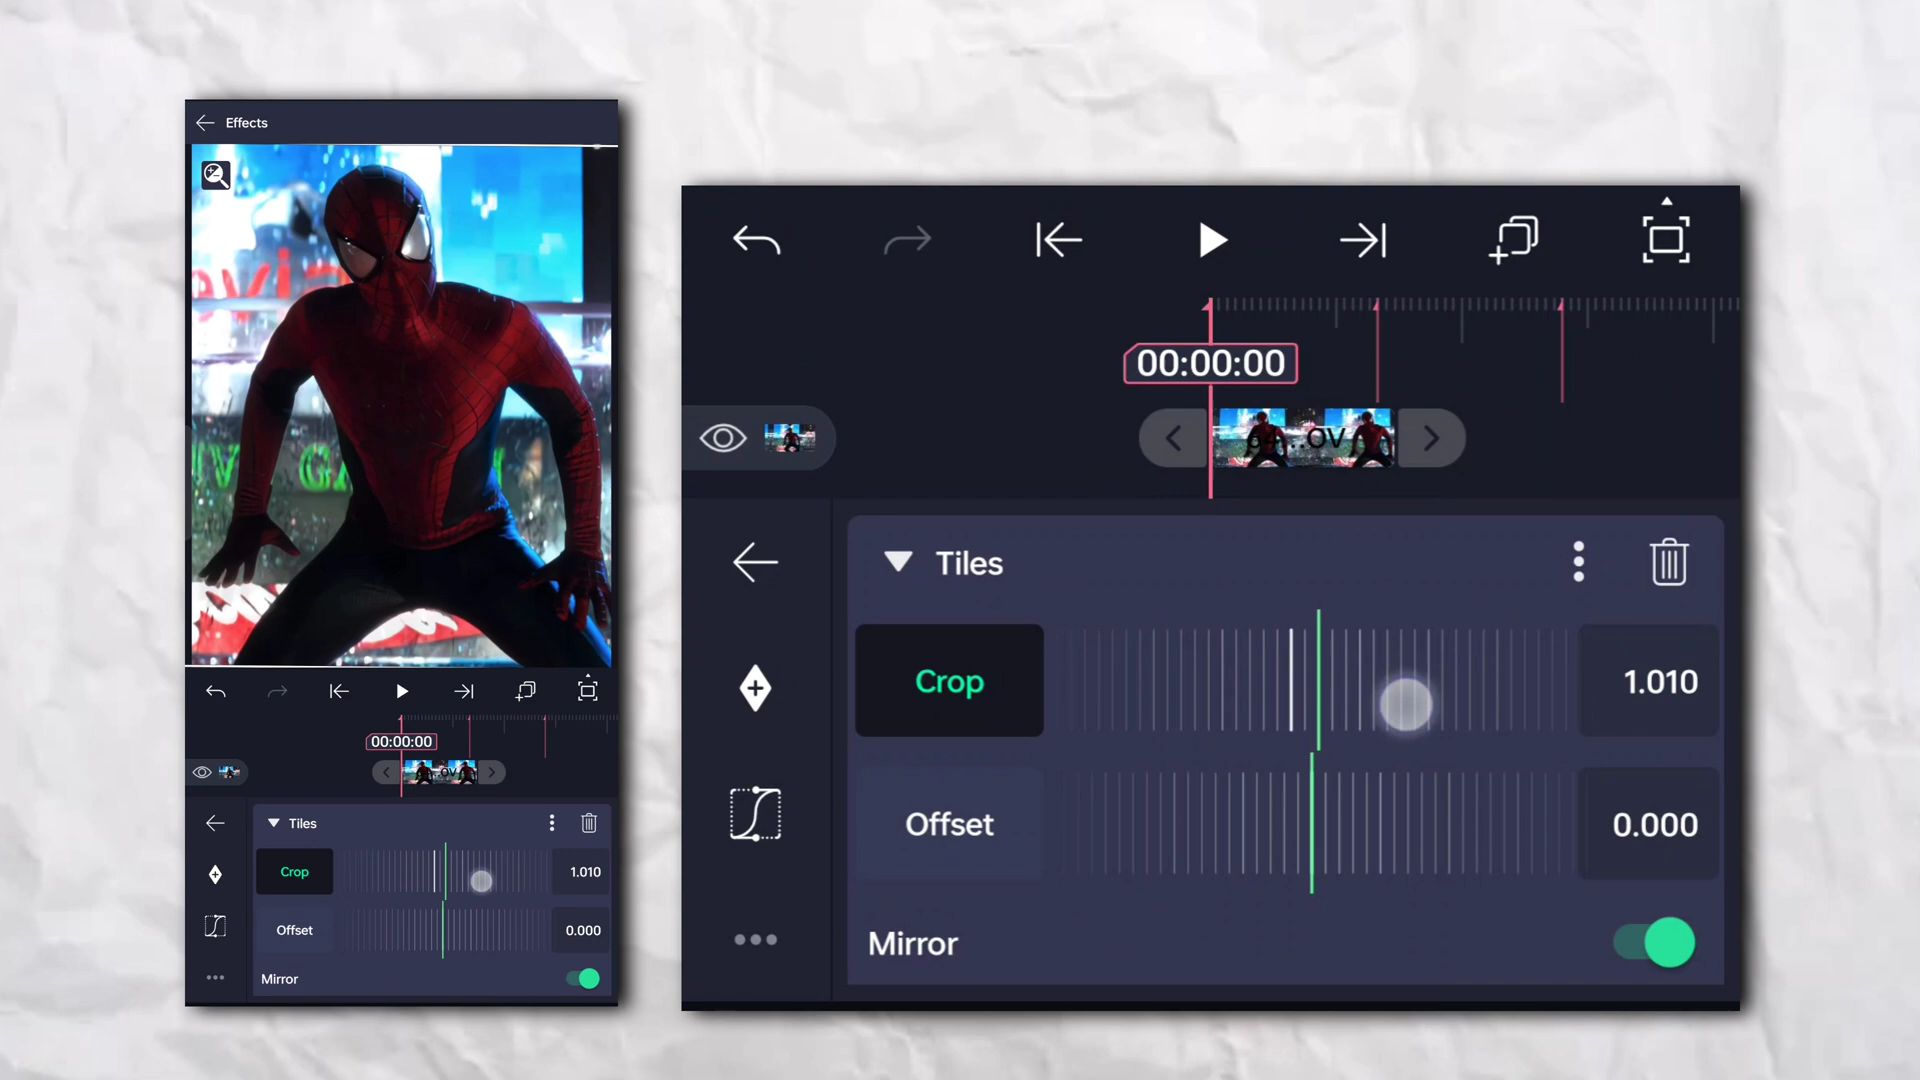 Effects
00:00:00
Tiles
Crop
1.010
Offset
0.000
Mirror
00:00:00
Tiles
Crop
1.010
Offset
0.000
Mirror